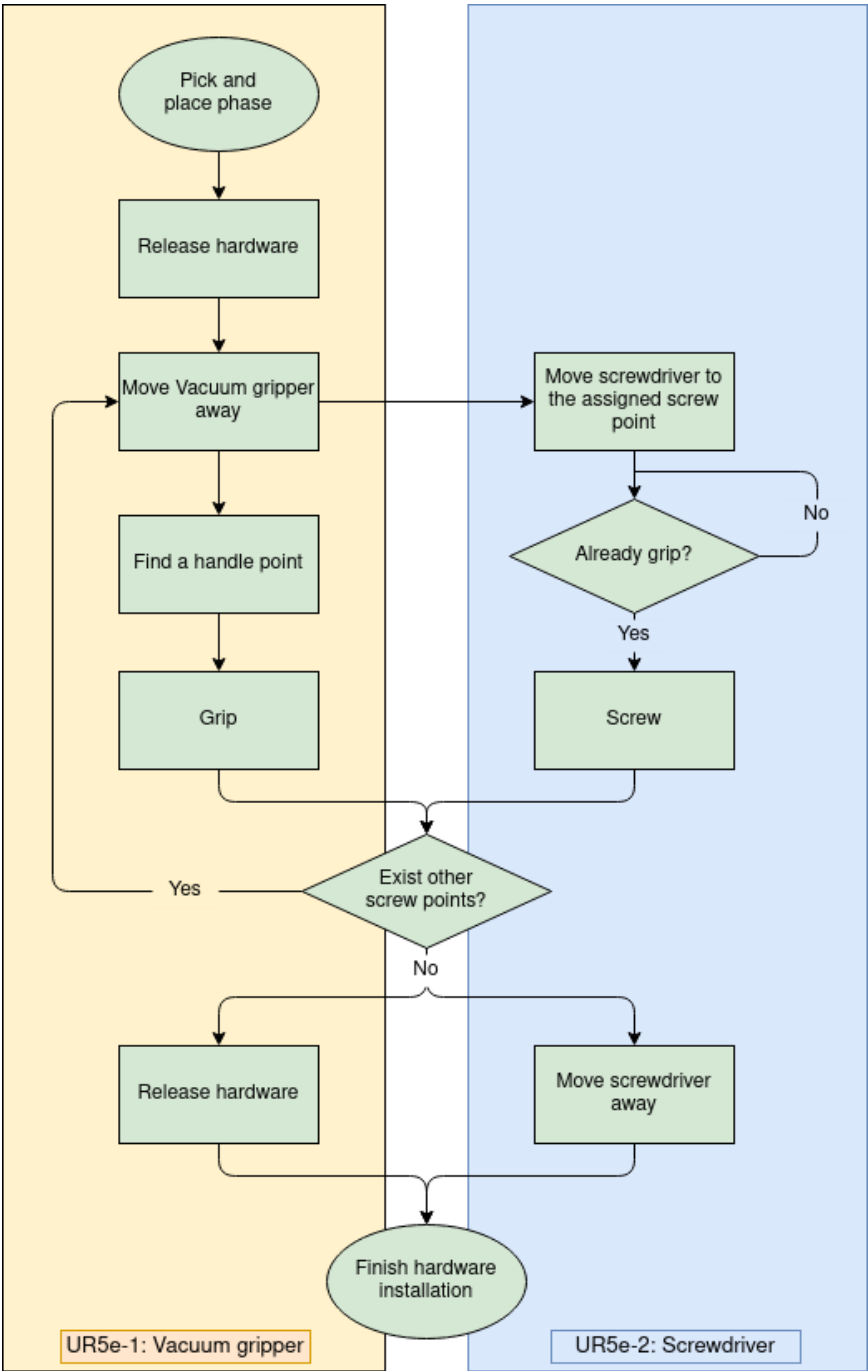 Pick and
place phase
Release hardware
Move Vacuum gripper
away
Move screwdriver to
the assigned screw
point
No
Find a handle point
Already grip?
Yes
Grip
Screw
Exist other
screw points?
Yes
No
Release hardware
Move screwdriver
away
Finish hardware
installation
UR5e-1: Vacuum gripper
UR5e-2: Screwdriver